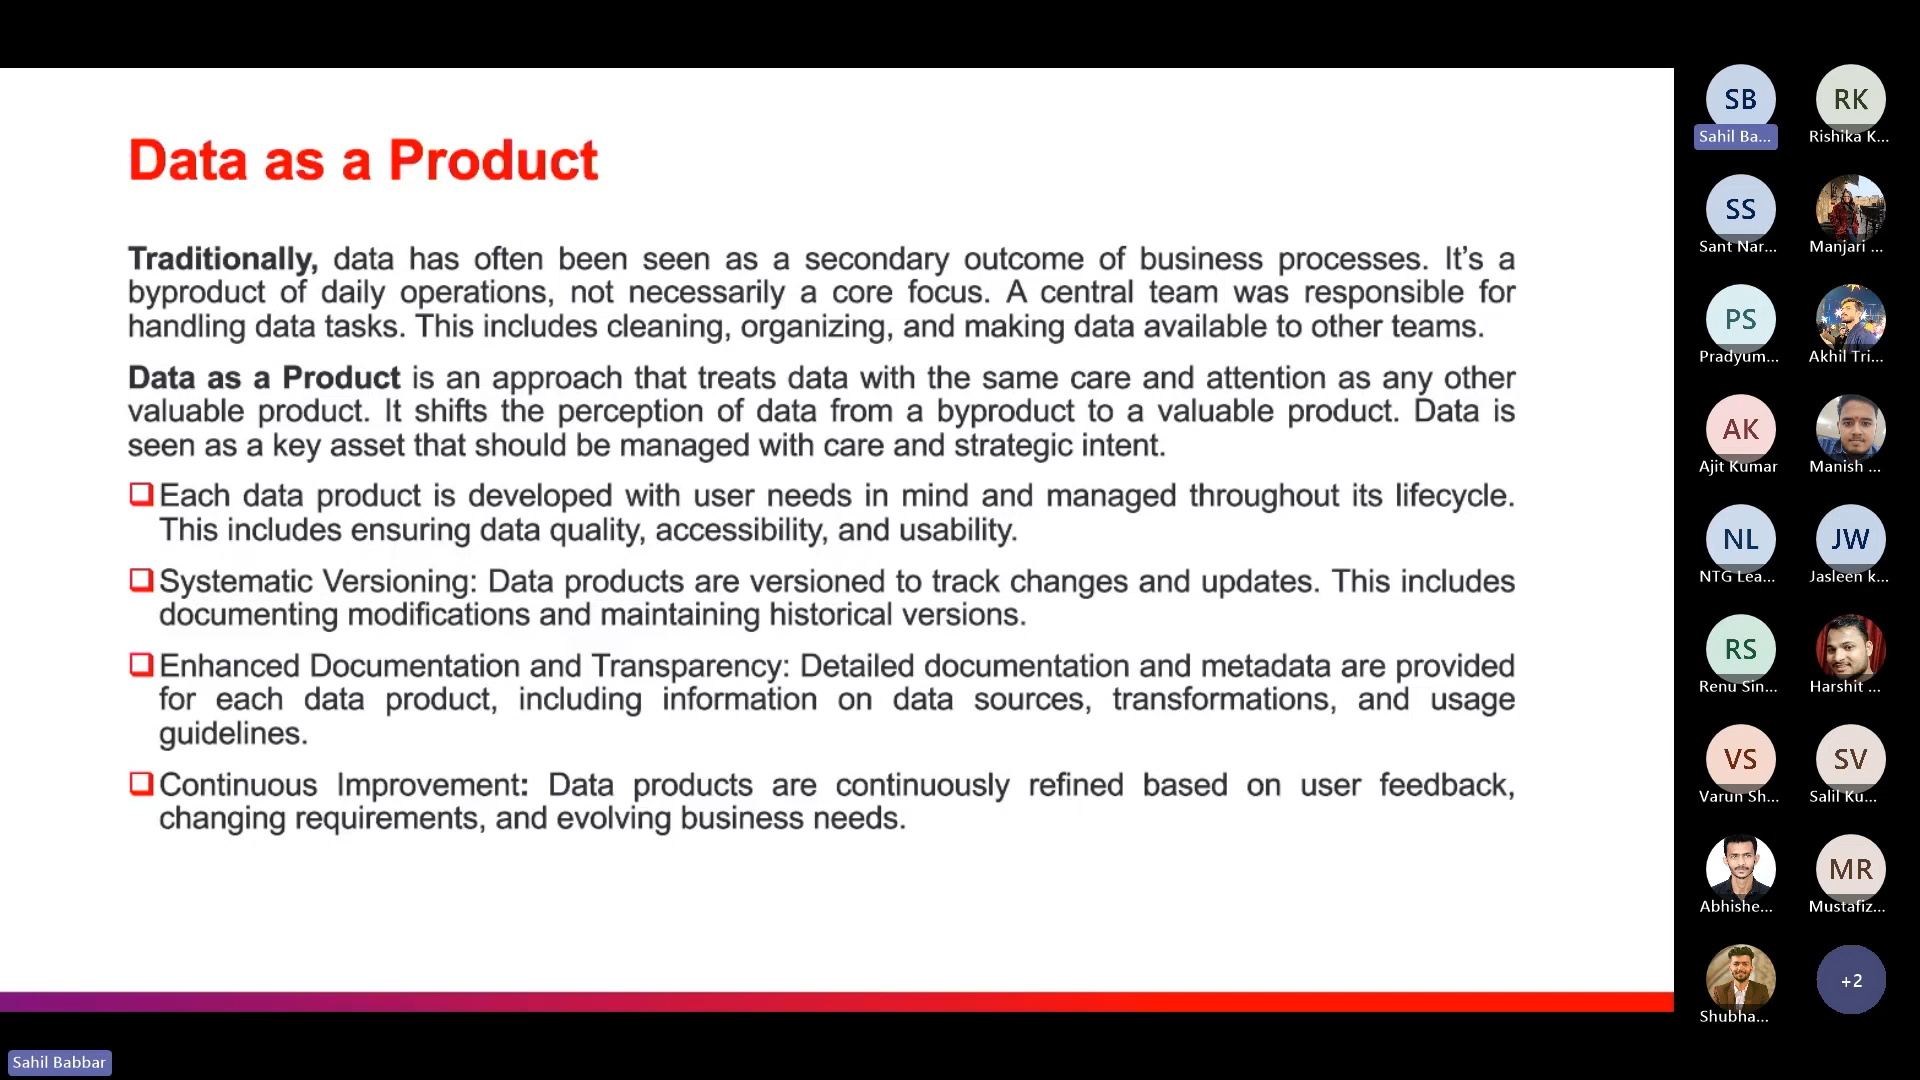 Data as a Product
Traditionally, data has often been seen as a secondary outcome of business processes. It's a
byproduct of daily operations, not necessarily a core focus. A central team was responsible for
handling data tasks. This includes cleaning, organizing, and making data available to other teams.
Data as a Product is an approach that treats data with the same care and attention as any other
valuable product. It shifts the perception of data from a byproduct to a valuable product. Data is
seen as a key asset that should be managed with care and strategic intent.
Each data product is developed with user needs in mind and managed throughout its lifecycle.
This includes ensuring data quality, accessibility, and usability.
Systematic Versioning: Data products are versioned to track changes and updates. This includes
documenting modifications and maintaining historical versions.
Enhanced Documentation and Transparency: Detailed documentation and metadata are provided
for each data product, including information on data sources, transformations, and usage
guidelines.
Continuous Improvement: Data products are continuously refined based on user feedback,
changing requirements, and evolving business needs.
SB RK
Sahil Ba... Rishika K...
SS
Sant Nar... Manjari ...
PS
Pradyum... Akhil Tri...
AK
Ajit Kumar Manish ...
NL JW
NTG Lea... Jasleen k...
RS
Renu Sin... Harshit ...
VS SV
Varun Sh... Salil Ku...
MR
Abhishe... Mustafiz...
+2
Shubha...
Sahil Babbar